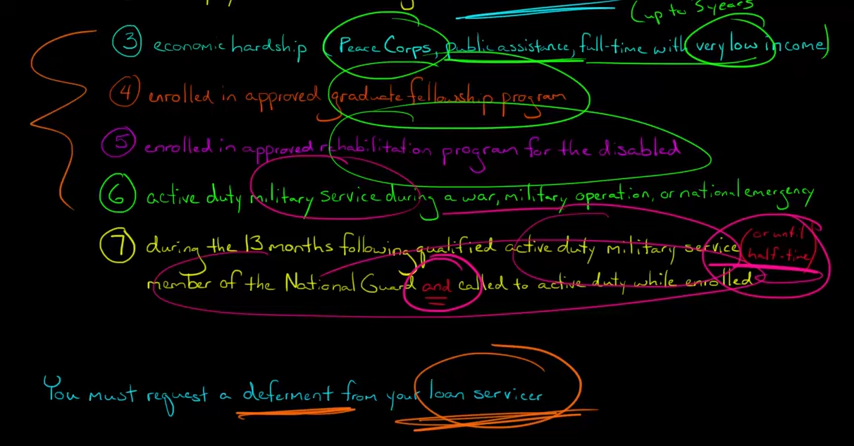 (up to 5 years
③ economic hardship (Peace Corps, public assistance, full-time with very low income)
④ enrolled in approved graduate fellowship program
⑤ enrolled in approved rehabilitation program for the disabled
⑥ active duty military service during a war, military operation, or national emergency
⑦ during the 13 months following qualified active duty military service (or until half-time)
member of the National Guard and called to active duty while enrolled
You must request a deferment from your loan servicer